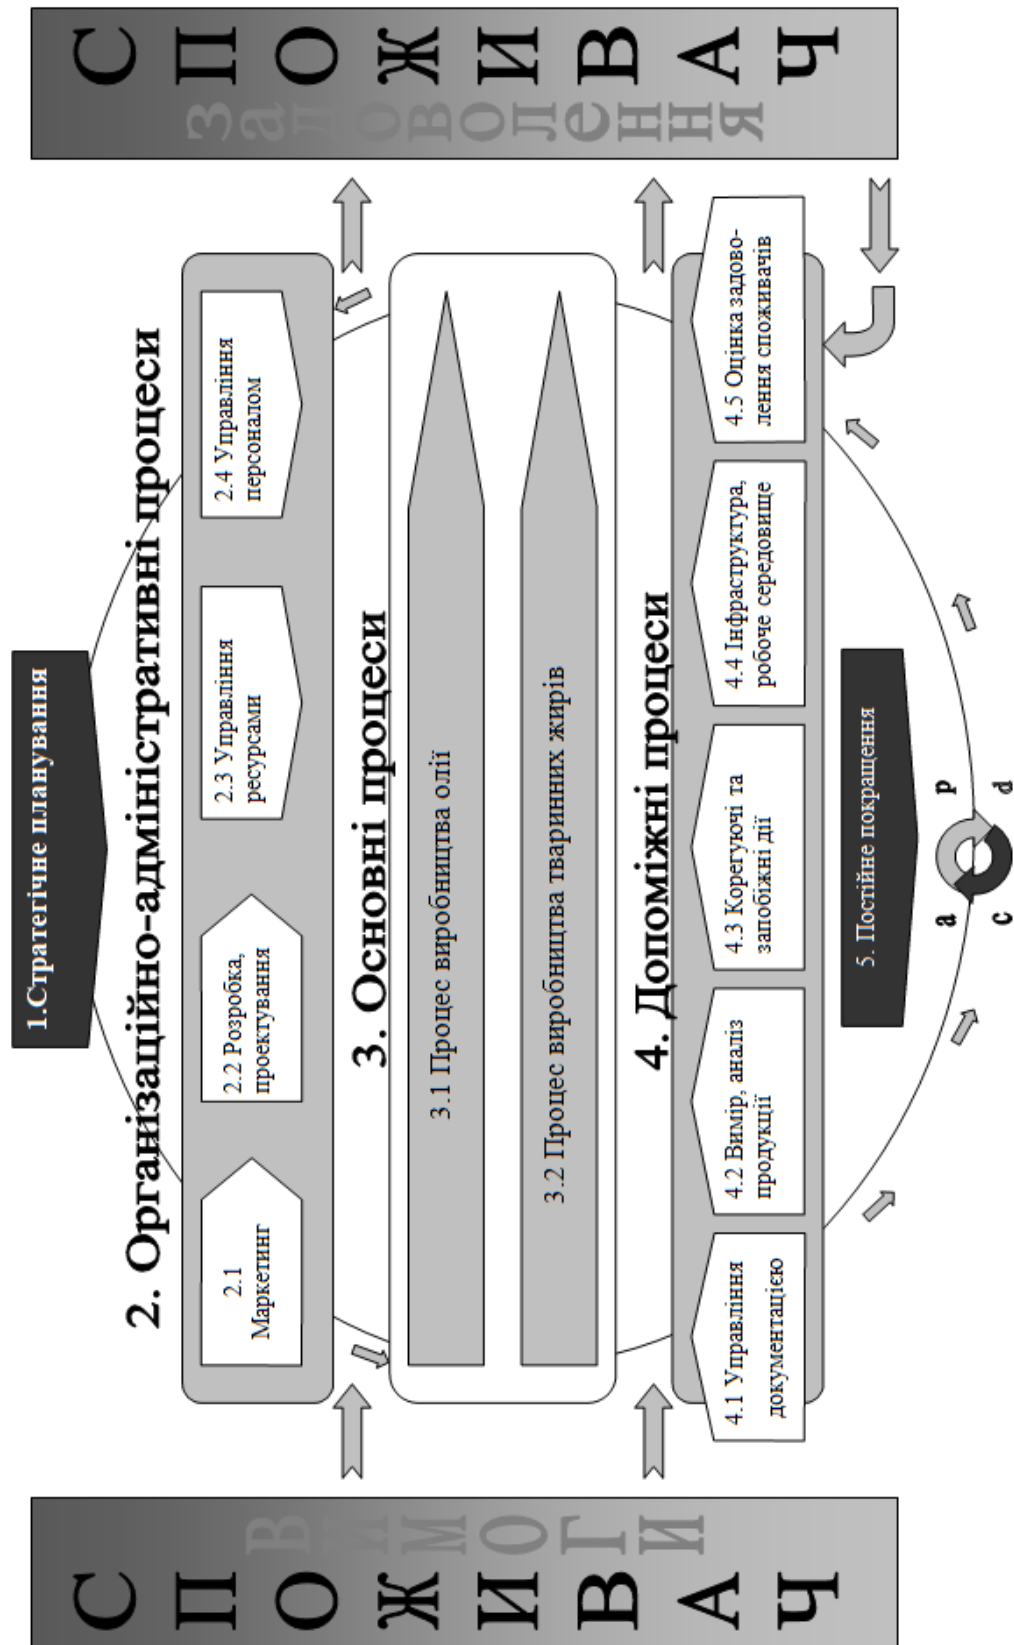 СПОЖИВАЧ
Вимоги
1.Стратегічне планування
2. Організаційно-адміністративні процеси
2.1
Маркетинг
2.2 Розробка,
проектування
2.3 Управління
ресурсами
2.4 Управління
персоналом
3. Основні процеси
3.1 Процес виробництва олії
3.2 Процес виробництва тваринних жирів
4. Допоміжні процеси
4.1 Управління
документацією
4.2 Вимір, аналіз
продукції
4.3 Корегуючі та
запобіжні дії
4.4 Інфраструктура,
робоче середовище
4.5 Оцінка задово-
лення споживачів
5. Постійне покращення
a p
c d
Задоволення
СПОЖИВАЧ